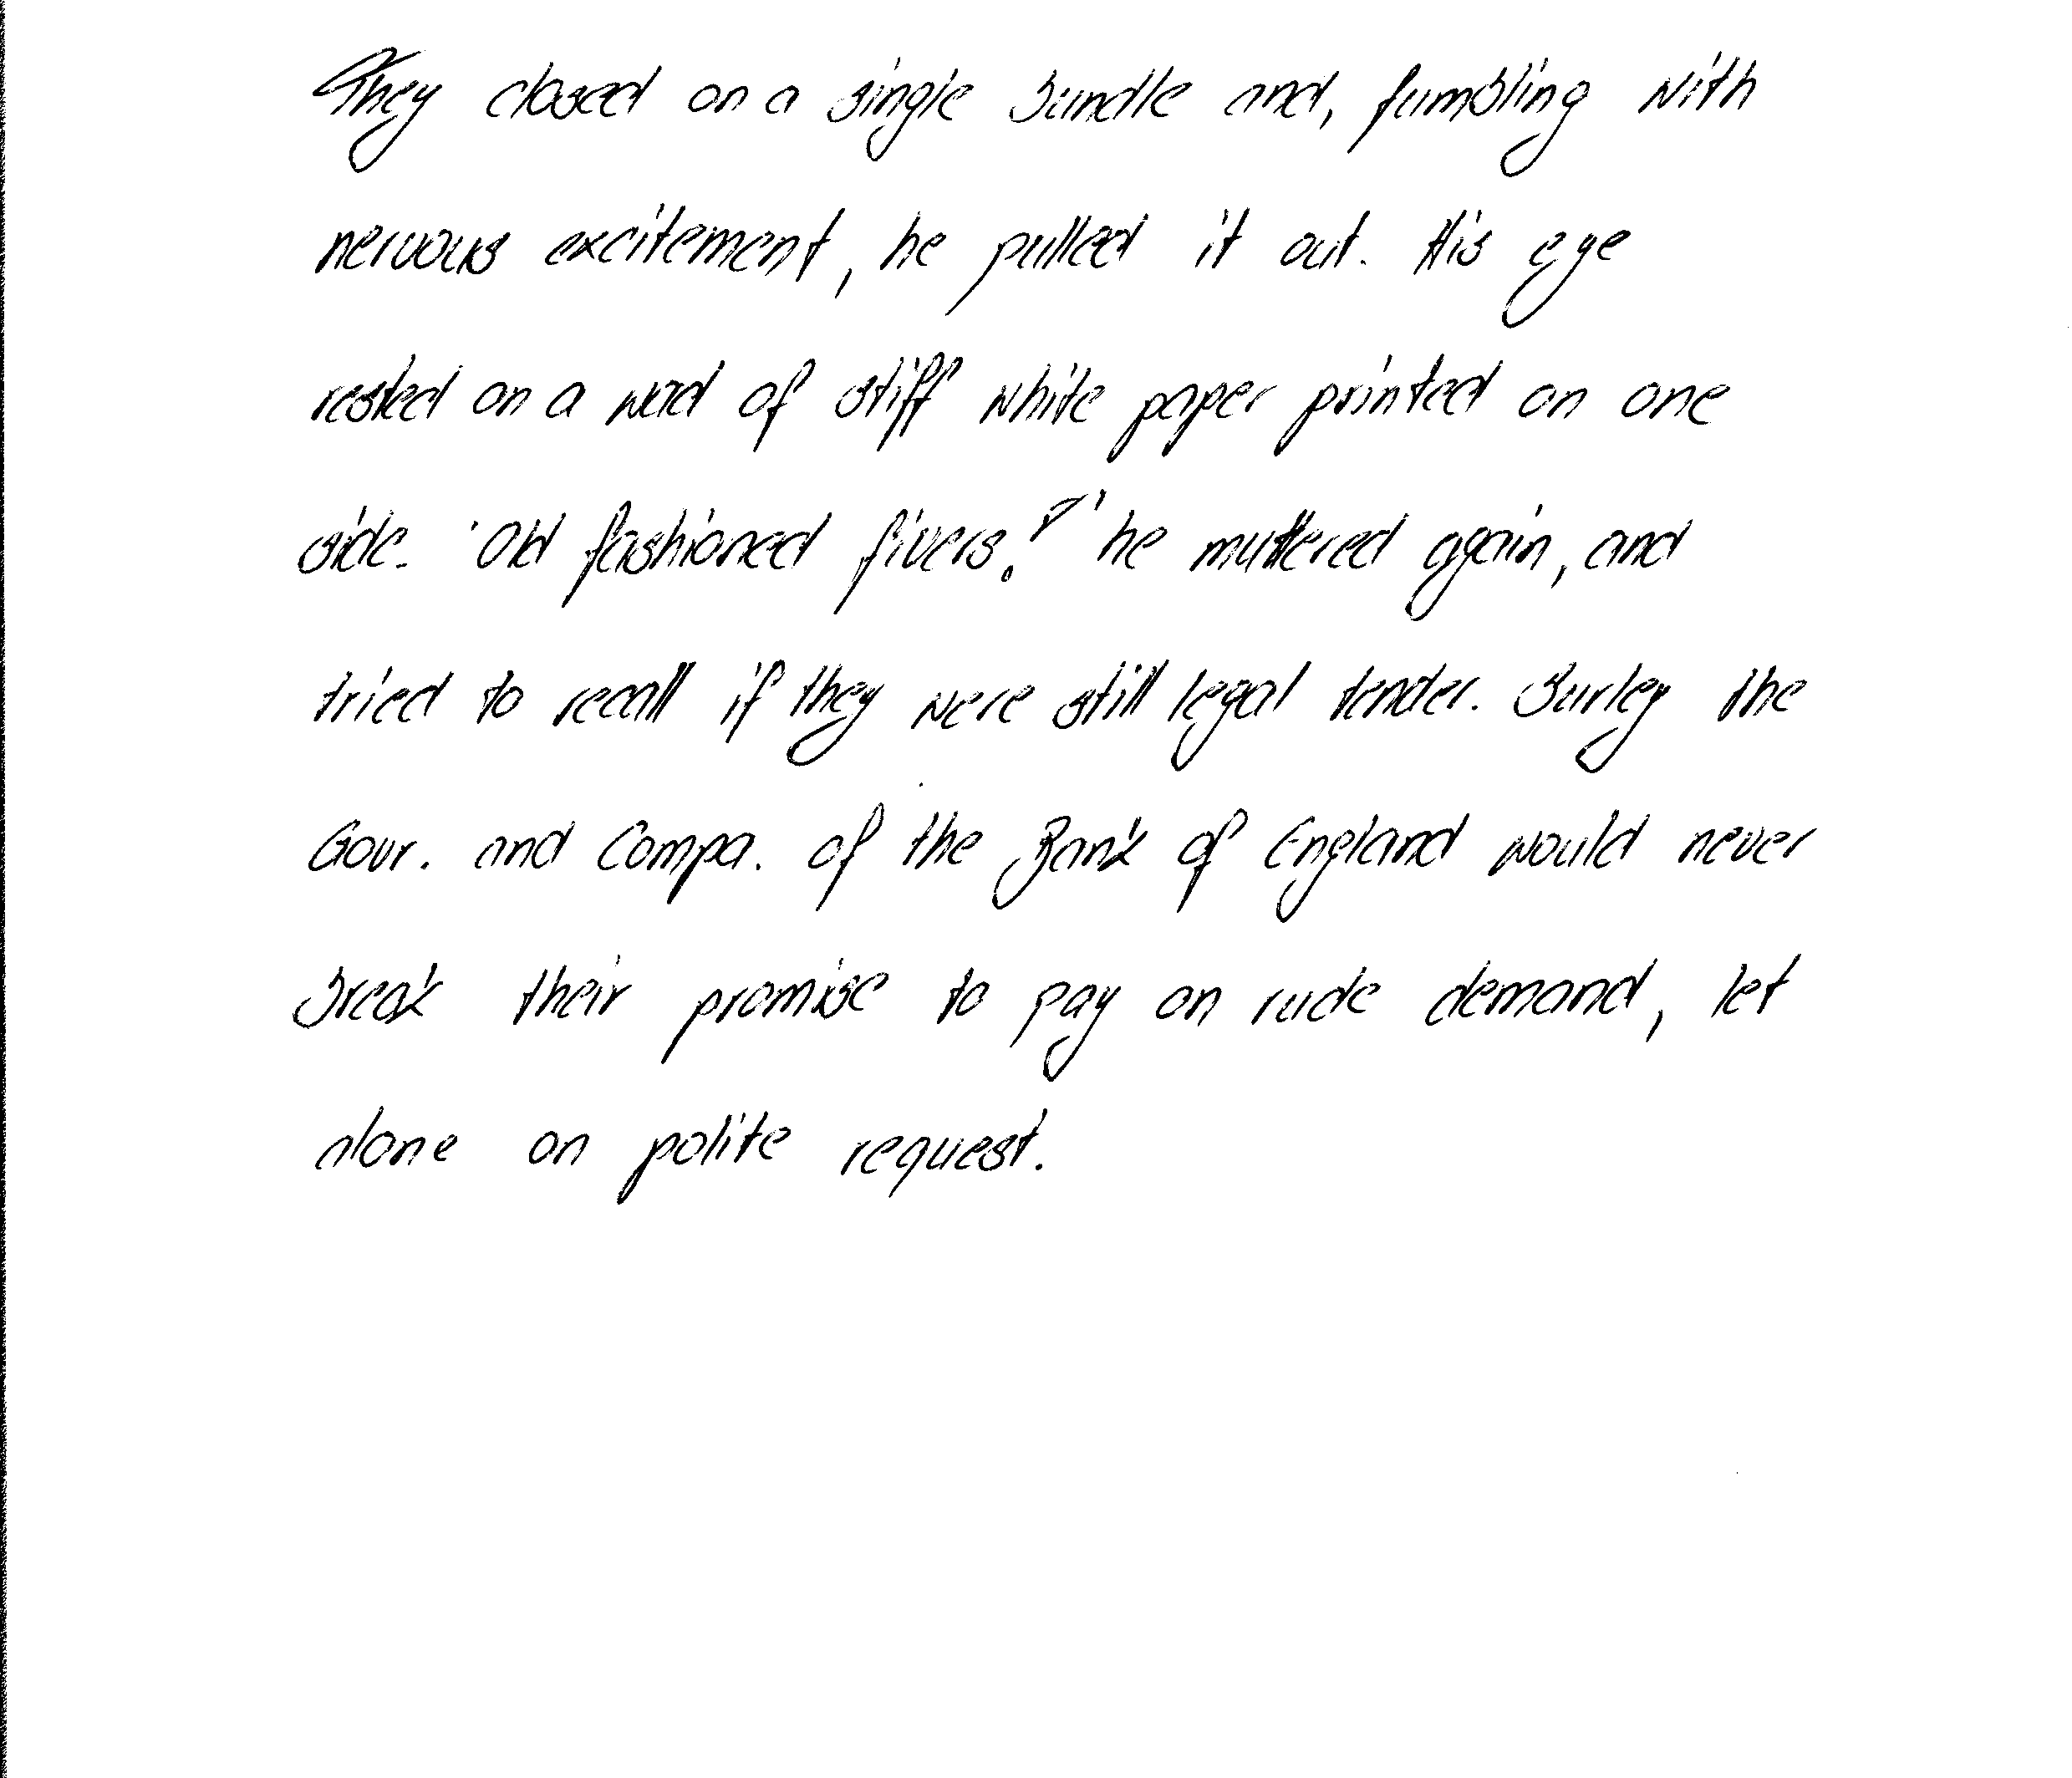 They closed on a single bundle and, fumbling with
nervous excitement, he pulled it out. His eye
rested on a wad of stiff white paper printed on one
side. 'Old fashioned fivers!' he muttered again, and
tried to recall if they were still legal tender. Surley the
Govr. and Compa. of the Bank of England would never
break their promise to pay on rude demand, let
alone on polite request.